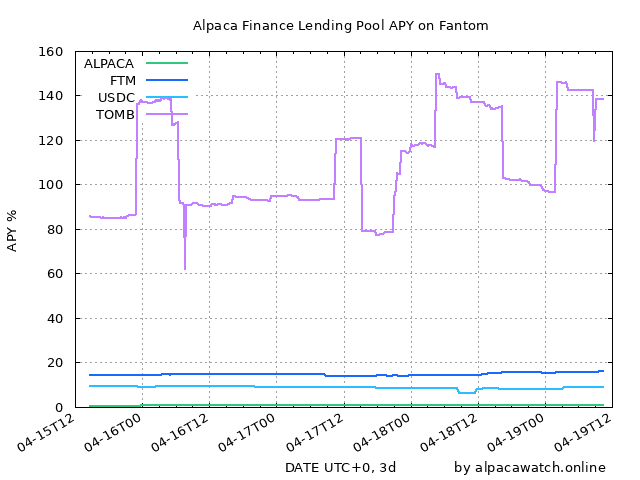 Alpaca Finance Lending Pool APY on Fantom
160
140
120
100
80
60
40
20
0
APY %
ALPACA
FTM
USDC
TOMB
04-15T12
04-16T00
04-16T12
04-17T00
04-17T12
04-18T00
04-18T12
04-19T00
04-19T12
DATE UTC+0, 3d
by alpacawatch.online